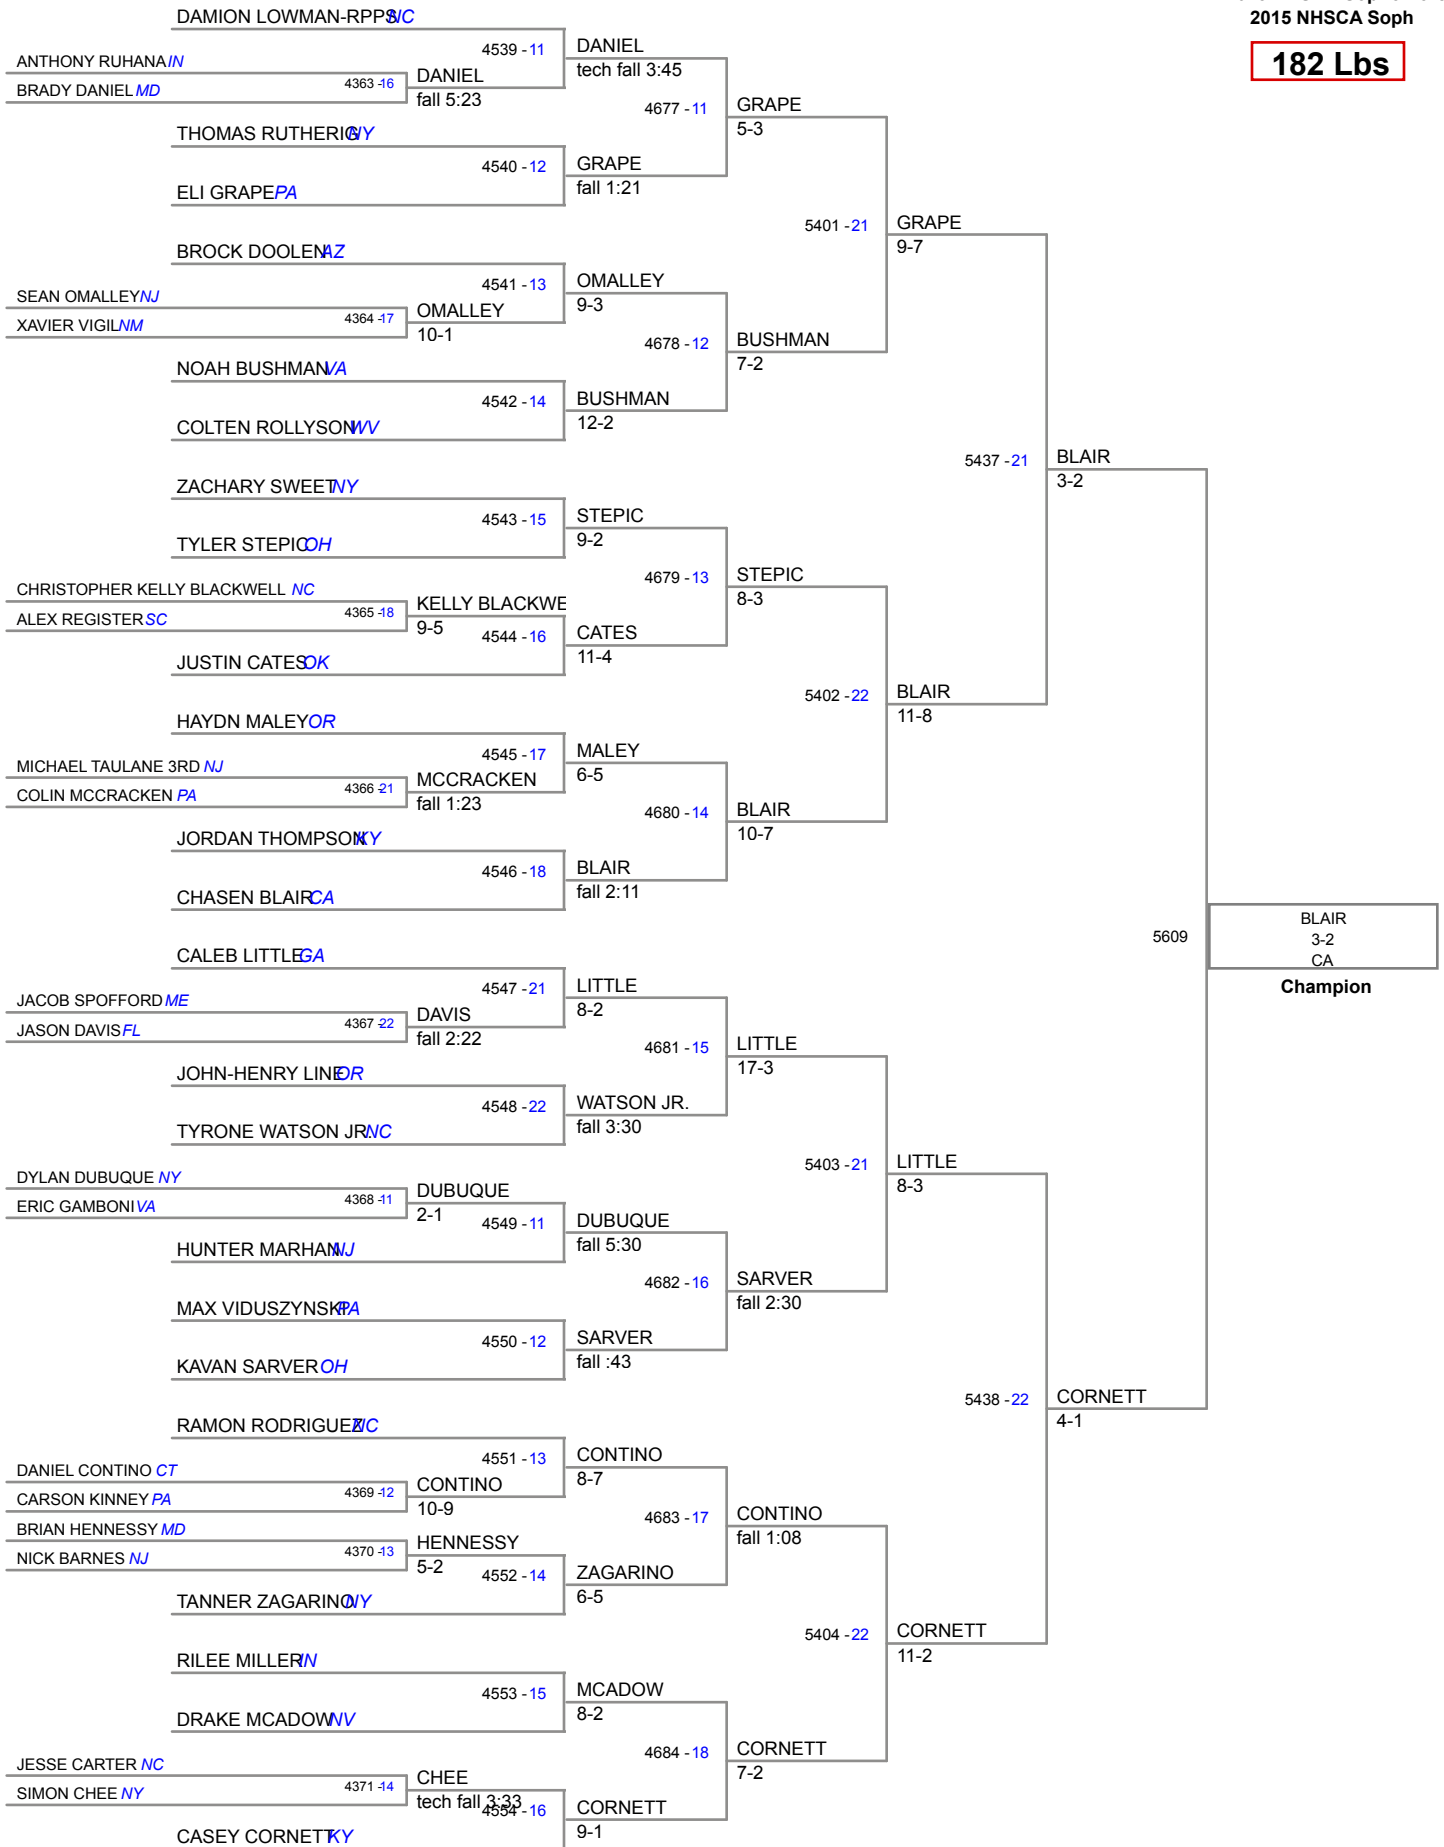 2015 NHSCA Soph
182 Lbs
DAMION LOWMAN-RPPS NC
4539 - 11
DANIEL
tech fall 3:45
ANTHONY RUHANA IN
BRADY DANIEL MD
4363 -16
DANIEL
fall 5:23
4677 - 11
GRAPE
5-3
THOMAS RUTHERIG NY
4540 - 12
GRAPE
fall 1:21
ELI GRAPE PA
5401 - 21
GRAPE
9-7
BROCK DOOLEN AZ
4541 - 13
OMALLEY
9-3
SEAN OMALLEY NJ
XAVIER VIGIL NM
4364 -17
OMALLEY
10-1
4678 - 12
BUSHMAN
7-2
NOAH BUSHMAN VA
4542 - 14
BUSHMAN
12-2
COLTEN ROLLYSON WV
5437 - 21
BLAIR
3-2
ZACHARY SWEET NY
4543 - 15
STEPIC
9-2
TYLER STEPIC OH
4679 - 13
STEPIC
8-3
CHRISTOPHER KELLY BLACKWELL NC
ALEX REGISTER SC
4365 -18
KELLY BLACKWE
9-5
4544 - 16
CATES
11-4
JUSTIN CATES OK
5402 - 22
BLAIR
11-8
HAYDN MALEY OR
4545 - 17
MALEY
6-5
MICHAEL TAULANE 3RD NJ
COLIN MCCRACKEN PA
4366 -21
MCCRACKEN
fall 1:23
4680 - 14
BLAIR
10-7
JORDAN THOMPSON KY
4546 - 18
BLAIR
fall 2:11
CHASEN BLAIR CA
5609
BLAIR
3-2
CA
Champion
CALEB LITTLE GA
4547 - 21
LITTLE
8-2
JACOB SPOFFORD ME
JASON DAVIS FL
4367 -22
DAVIS
fall 2:22
4681 - 15
LITTLE
17-3
JOHN-HENRY LINE OR
4548 - 22
WATSON JR.
fall 3:30
TYRONE WATSON JR. NC
5403 - 21
LITTLE
8-3
DYLAN DUBUQUE NY
ERIC GAMBONI VA
4368 -11
DUBUQUE
2-1
4549 - 11
DUBUQUE
fall 5:30
HUNTER MARHAN NJ
4682 - 16
SARVER
fall 2:30
MAX VIDUSZYNSKI PA
4550 - 12
SARVER
fall :43
KAVAN SARVER OH
5438 - 22
CORNETT
4-1
RAMON RODRIGUEZ NC
4551 - 13
CONTINO
8-7
DANIEL CONTINO CT
CARSON KINNEY PA
4369 -12
CONTINO
10-9
4683 - 17
CONTINO
fall 1:08
BRIAN HENNESSY MD
NICK BARNES NJ
4370 -13
HENNESSY
5-2
4552 - 14
ZAGARINO
6-5
TANNER ZAGARINO NY
5404 - 22
CORNETT
11-2
RILEE MILLER IN
4553 - 15
MCADOW
8-2
DRAKE MCADOW NV
4684 - 18
CORNETT
7-2
JESSE CARTER NC
SIMON CHEE NY
4371 -14
CHEE
tech fall 3:33
4554 - 16
CORNETT
9-1
CASEY CORNETT KY